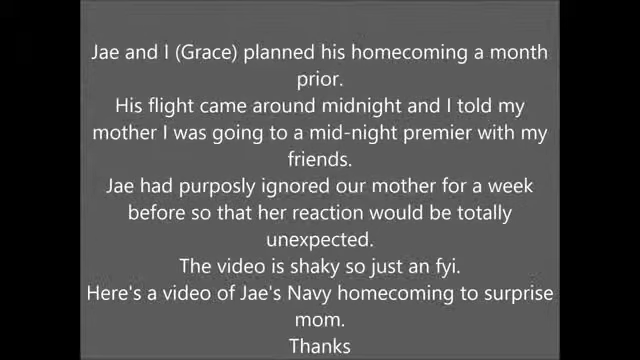 Jae and I (Grace) planned his homecoming a month
prior.
His flight came around midnight and I told my
mother I was going to a mid-night premier with my
friends.
Jae had purposly ignored our mother for a week
before so that her reaction would be totally
unexpected.
The video is shaky so just an fyi.
Here's a video of Jae's Navy homecoming to surprise
mom.
Thanks